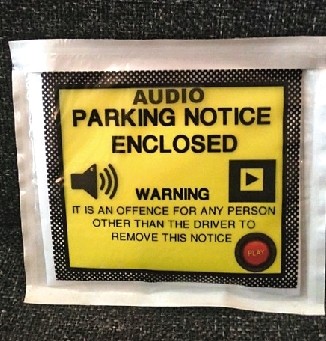 AUDIO
PARKING NOTICE
ENCLOSED
WARNING
IT IS AN OFFENCE FOR ANY PERSON
OTHER THAN THE DRIVER TO
REMOVE THIS NOTICE
PLAY